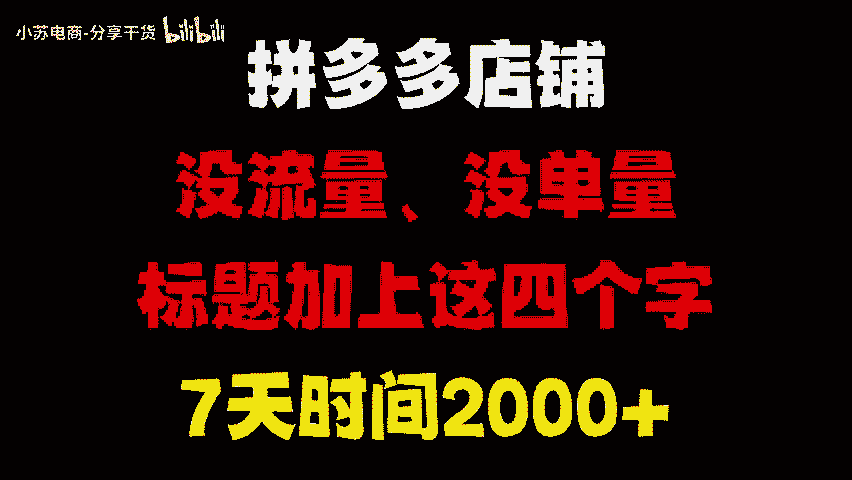 小苏电商-分享干货 bilibili
拼多多店铺
没流量、没单量
标题加上这四个字
7天时间2000+